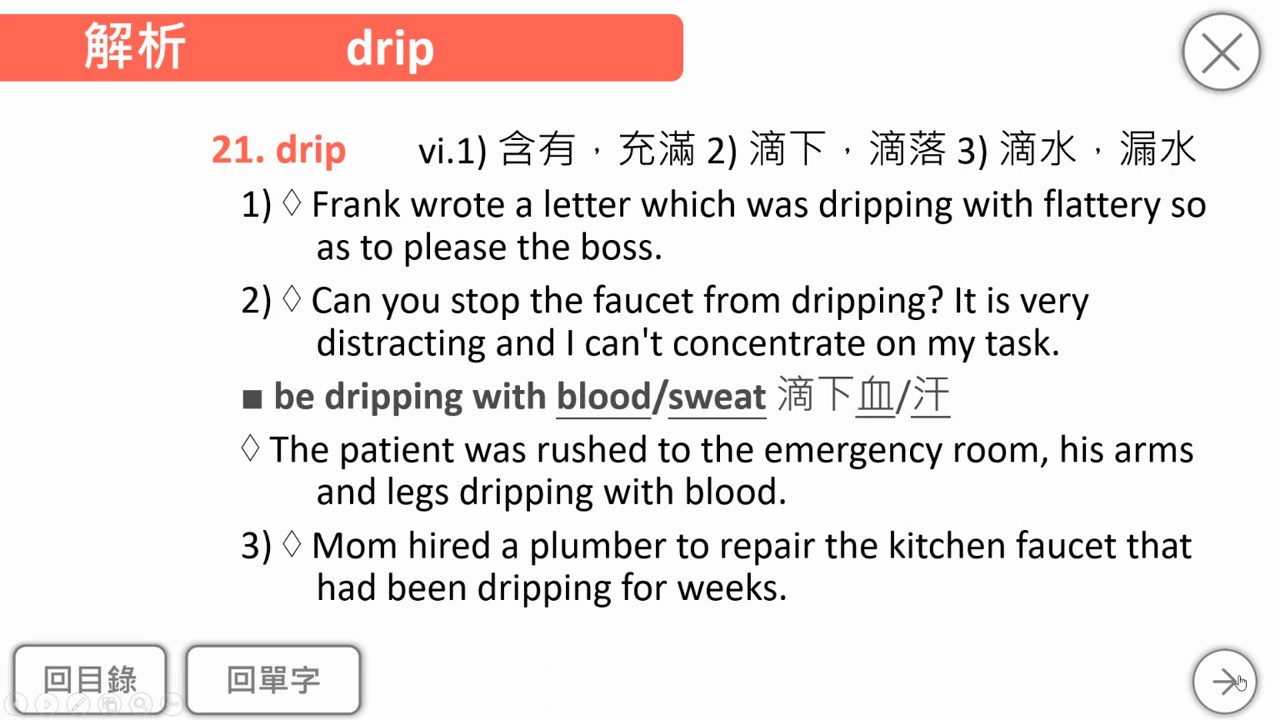 解析 drip
21. drip vi.1) 含有，充滿 2) 滴下，滴落 3) 滴水，漏水
1) ◊ Frank wrote a letter which was dripping with flattery so
as to please the boss.
2) ◊ Can you stop the faucet from dripping? It is very
distracting and I can't concentrate on my task.
■ be dripping with blood/sweat 滴下血/汗
◊ The patient was rushed to the emergency room, his arms
and legs dripping with blood.
3) ◊ Mom hired a plumber to repair the kitchen faucet that
had been dripping for weeks.
回目錄 回單字